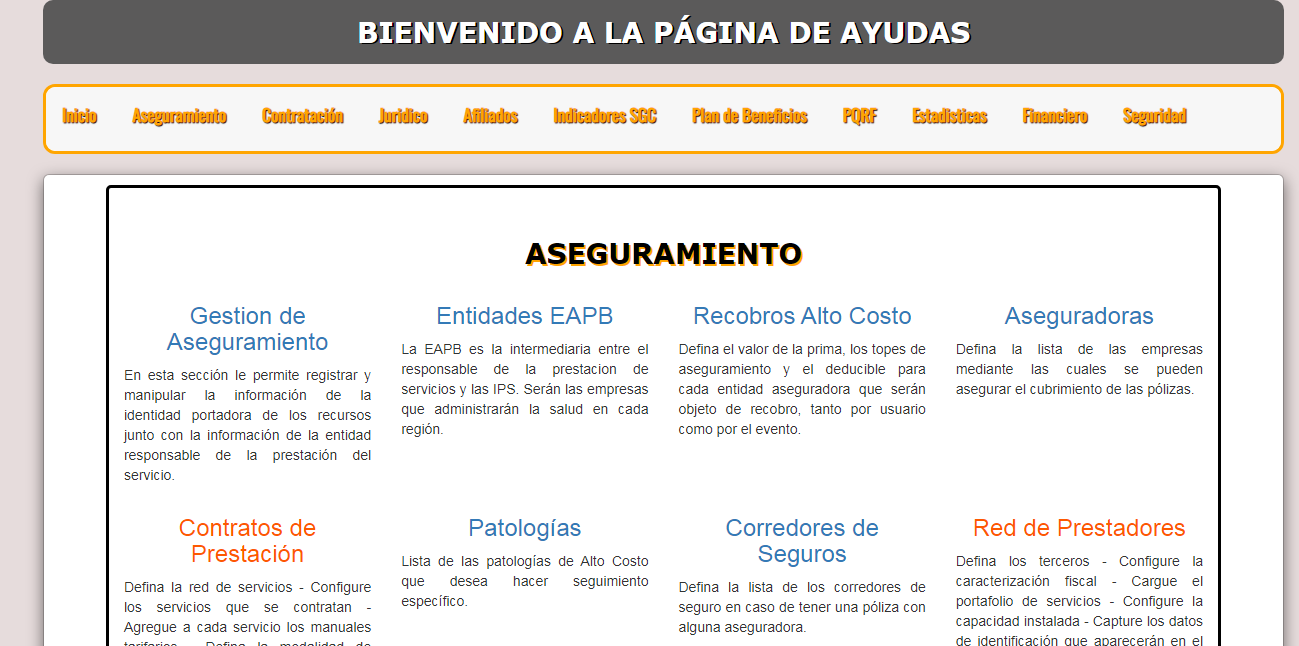 BIENVENIDO A LA PÁGINA DE AYUDAS
Inicio Aseguramiento Contratación Juridico Afiliados Indicadores SGC Plan de Beneficios PQRF Estadisticas Financiero Seguridad
ASEGURAMIENTO
Gestion de
Aseguramiento
En esta sección le permite registrar y
manipular la información de la
identidad portadora de los recursos
junto con la información de la entidad
responsable de la prestación del
servicio.
Entidades EAPB
La EAPB es la intermediaria entre el
responsable de la prestacion de
servicios y las IPS. Serán las empresas
que administrarán la salud en cada
región.
Recobros Alto Costo
Defina el valor de la prima, los topes de
aseguramiento y el deducible para
cada entidad aseguradora que serán
objeto de recobro, tanto por usuario
como por el evento.
Aseguradoras
Defina la lista de las empresas
mediante las cuales se pueden
asegurar el cubrimiento de las pólizas.
Contratos de
Prestación
Defina la red de servicios - Configure
los servicios que se contratan -
Agregue a cada servicio los manuales
tarifarios - Defina la modalidad de
Patologías
Lista de las patologías de Alto Costo
que desea hacer seguimiento
específico.
Corredores de
Seguros
Defina la lista de los corredores de
seguro en caso de tener una póliza con
alguna aseguradora.
Red de Prestadores
Defina los terceros - Configure la
caracterización fiscal - Cargue el
portafolio de servicios - Configure la
capacidad instalada - Capture los datos
de identificación que aparecerán en el